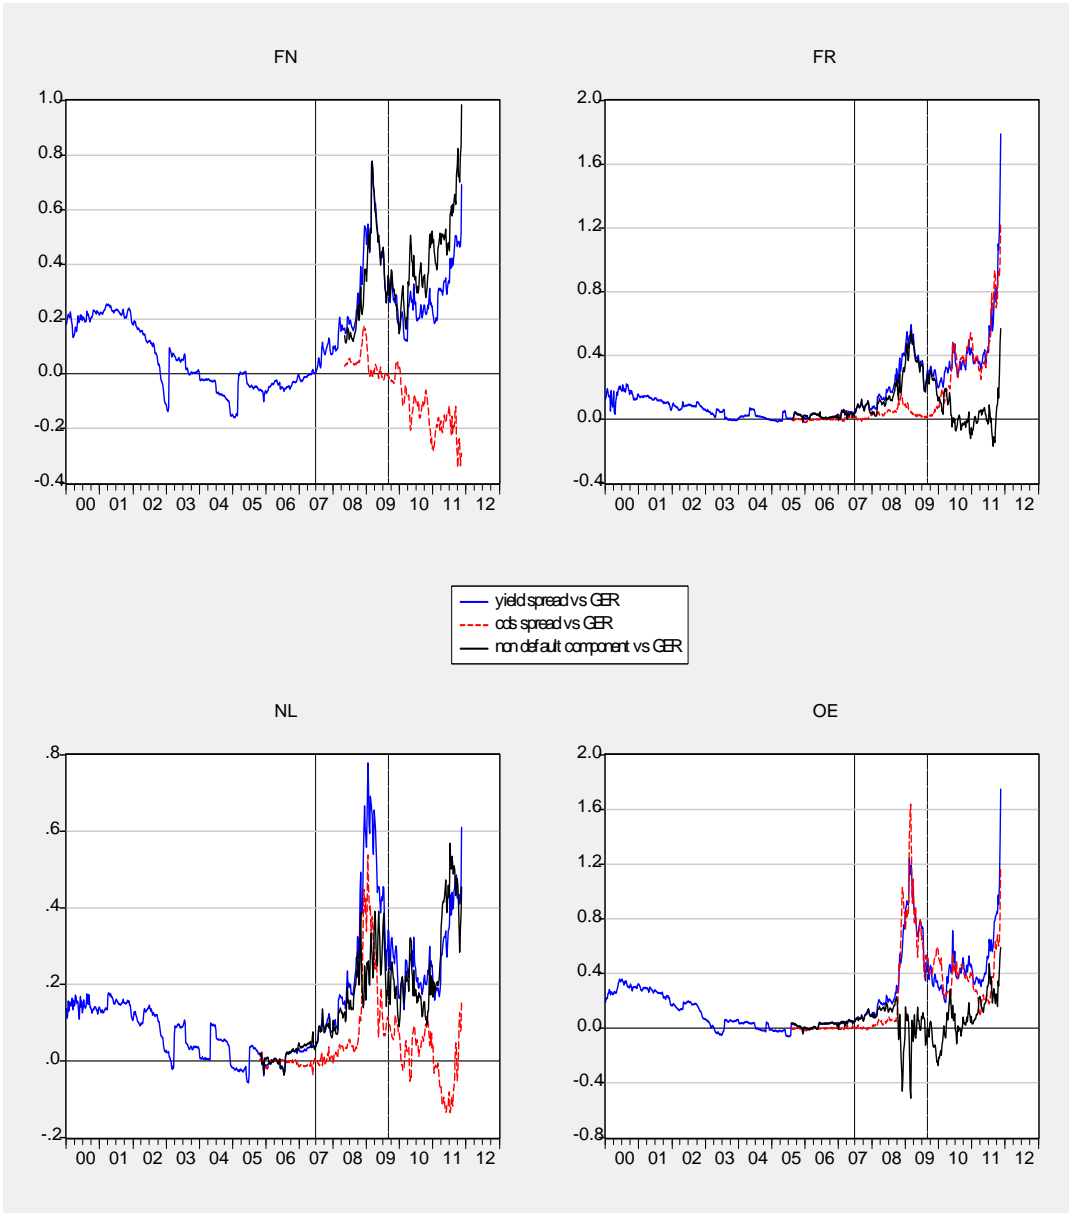 FN
FR
1.0
0.8
0.6
0.4
0.2
0.0
-0.2
-0.4
00 01 02 03 04 05 06 07 08 09 10 11 12
2.0
1.6
1.2
0.8
0.4
0.0
-0.4
00 01 02 03 04 05 06 07 08 09 10 11 12
yield spread vs GER
cds spread vs GER
non default component vs GER
NL
OE
.8
.6
.4
.2
.0
-.2
00 01 02 03 04 05 06 07 08 09 10 11 12
2.0
1.6
1.2
0.8
0.4
0.0
-0.4
-0.8
00 01 02 03 04 05 06 07 08 09 10 11 12